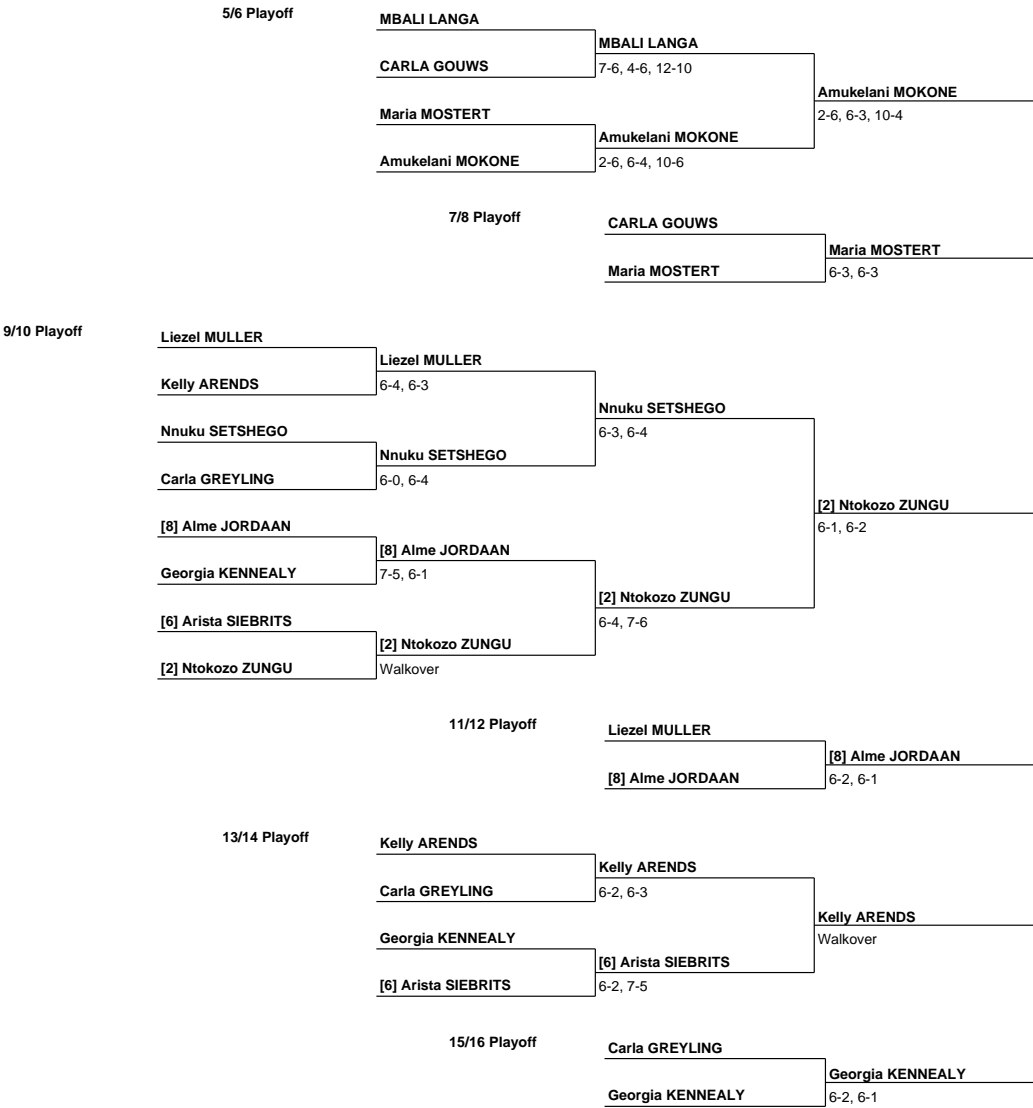 5/6 Playoff
MBALI LANGA
MBALI LANGA
CARLA GOUWS
7-6, 4-6, 12-10
Amukelani MOKONE
Maria MOSTERT
2-6, 6-3, 10-4
Amukelani MOKONE
Amukelani MOKONE
2-6, 6-4, 10-6
7/8 Playoff
CARLA GOUWS
Maria MOSTERT
Maria MOSTERT
6-3, 6-3
9/10 Playoff
Liezel MULLER
Liezel MULLER
Kelly ARENDS
6-4, 6-3
Nnuku SETSHEGO
Nnuku SETSHEGO
6-3, 6-4
Nnuku SETSHEGO
Carla GREYLING
6-0, 6-4
[2] Ntokozo ZUNGU
[8] Alme JORDAAN
6-1, 6-2
[8] Alme JORDAAN
Georgia KENNEALY
7-5, 6-1
[2] Ntokozo ZUNGU
[6] Arista SIEBRITS
6-4, 7-6
[2] Ntokozo ZUNGU
[2] Ntokozo ZUNGU
Walkover
11/12 Playoff
Liezel MULLER
[8] Alme JORDAAN
[8] Alme JORDAAN
6-2, 6-1
13/14 Playoff
Kelly ARENDS
Kelly ARENDS
Carla GREYLING
6-2, 6-3
Kelly ARENDS
Georgia KENNEALY
Walkover
[6] Arista SIEBRITS
[6] Arista SIEBRITS
6-2, 7-5
15/16 Playoff
Carla GREYLING
Georgia KENNEALY
Georgia KENNEALY
6-2, 6-1